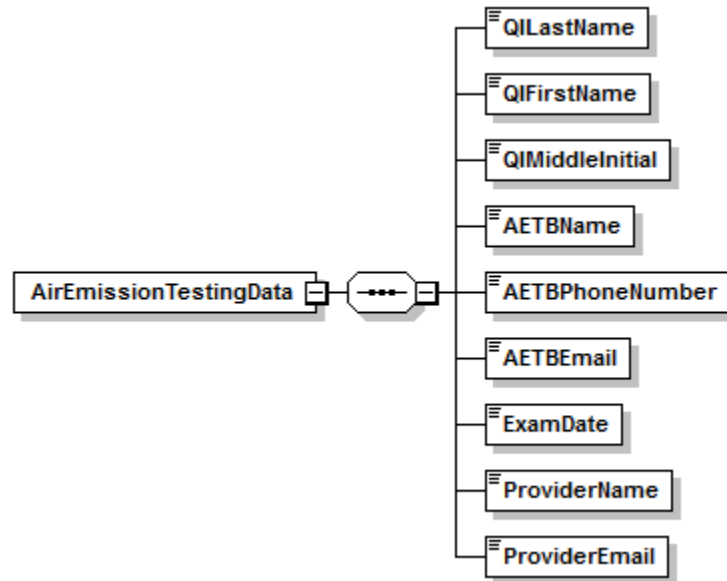 QILastName
QIFirstName
QIMiddleInitial
AETBName
AirEmissionTestingData
AETBPhoneNumber
AETBEmail
ExamDate
ProviderName
ProviderEmail